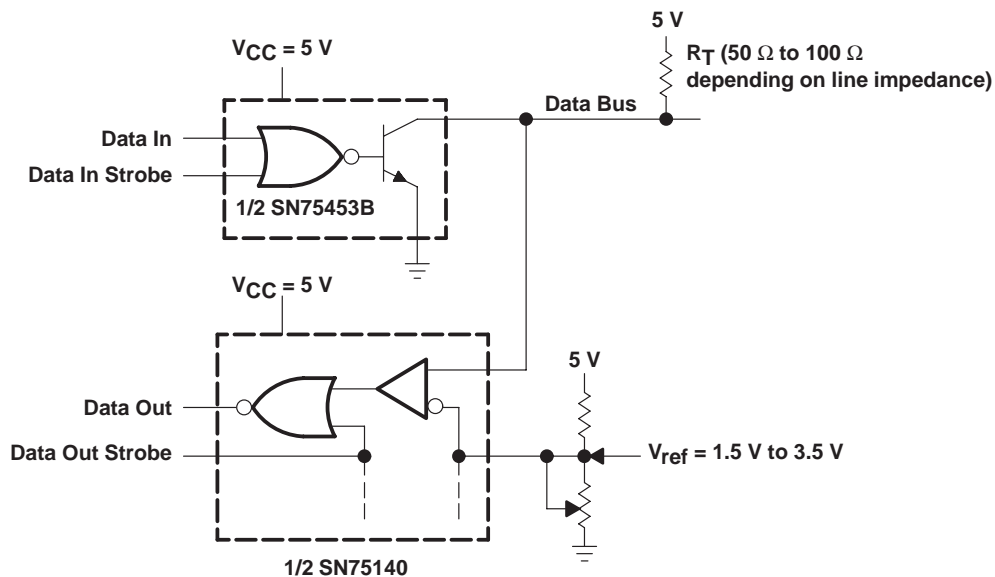 5 V
VCC = 5 V
RT (50 Ω to 100 Ω
depending on line impedance)
Data Bus
Data In
Data In Strobe
1/2 SN75453B
VCC = 5 V
5 V
Data Out
Data Out Strobe
Vref = 1.5 V to 3.5 V
1/2 SN75140